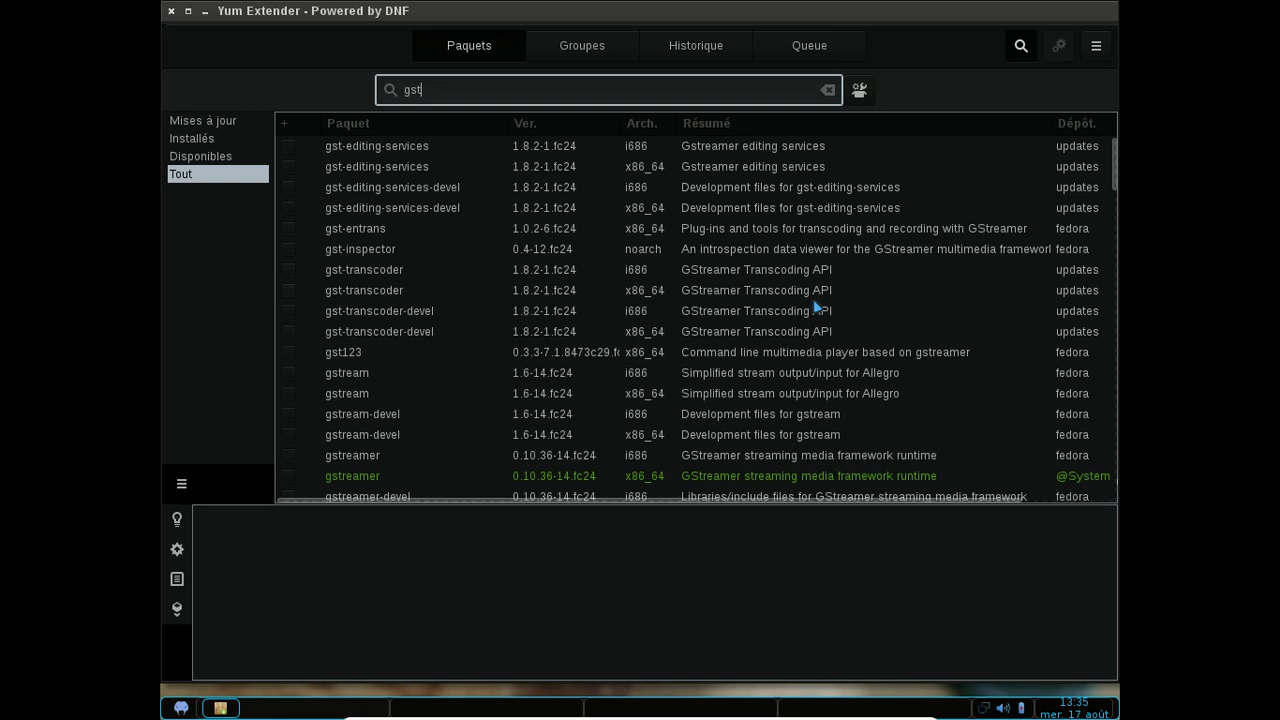 Yum Extender - Powered by DNF
Paquets Groupes Historique Queue
gst
Mises à jour
Installés
Disponibles
Tout
+ Paquet Ver. Arch. Résumé Dépôt.
gst-editing-services 1.8.2-1.fc24 i686 Gstreamer editing services updates
gst-editing-services 1.8.2-1.fc24 x86_64 Gstreamer editing services updates
gst-editing-services-devel 1.8.2-1.fc24 i686 Development files for gst-editing-services updates
gst-editing-services-devel 1.8.2-1.fc24 x86_64 Development files for gst-editing-services updates
gst-entrans 1.0.2-6.fc24 x86_64 Plug-ins and tools for transcoding and recording with GStreamer fedora
gst-inspector 0.4-12.fc24 noarch An introspection data viewer for the GStreamer multimedia framework fedora
gst-transcoder 1.8.2-1.fc24 i686 GStreamer Transcoding API updates
gst-transcoder 1.8.2-1.fc24 x86_64 GStreamer Transcoding API updates
gst-transcoder-devel 1.8.2-1.fc24 i686 GStreamer Transcoding API updates
gst-transcoder-devel 1.8.2-1.fc24 x86_64 GStreamer Transcoding API updates
gst123 0.3.3-7.1.8473c29.fc x86_64 Command line multimedia player based on gstreamer fedora
gstream 1.6-14.fc24 i686 Simplified stream output/input for Allegro fedora
gstream 1.6-14.fc24 x86_64 Simplified stream output/input for Allegro fedora
gstream-devel 1.6-14.fc24 i686 Development files for gstream fedora
gstream-devel 1.6-14.fc24 x86_64 Development files for gstream fedora
gstreamer 0.10.36-14.fc24 i686 GStreamer streaming media framework runtime fedora
gstreamer 0.10.36-14.fc24 x86_64 GStreamer streaming media framework runtime @System
gstreamer-devel 0.10.36-14.fc24 i686 Libraries/include files for GStreamer streaming media framework fedora
13:35
mer. 17 août